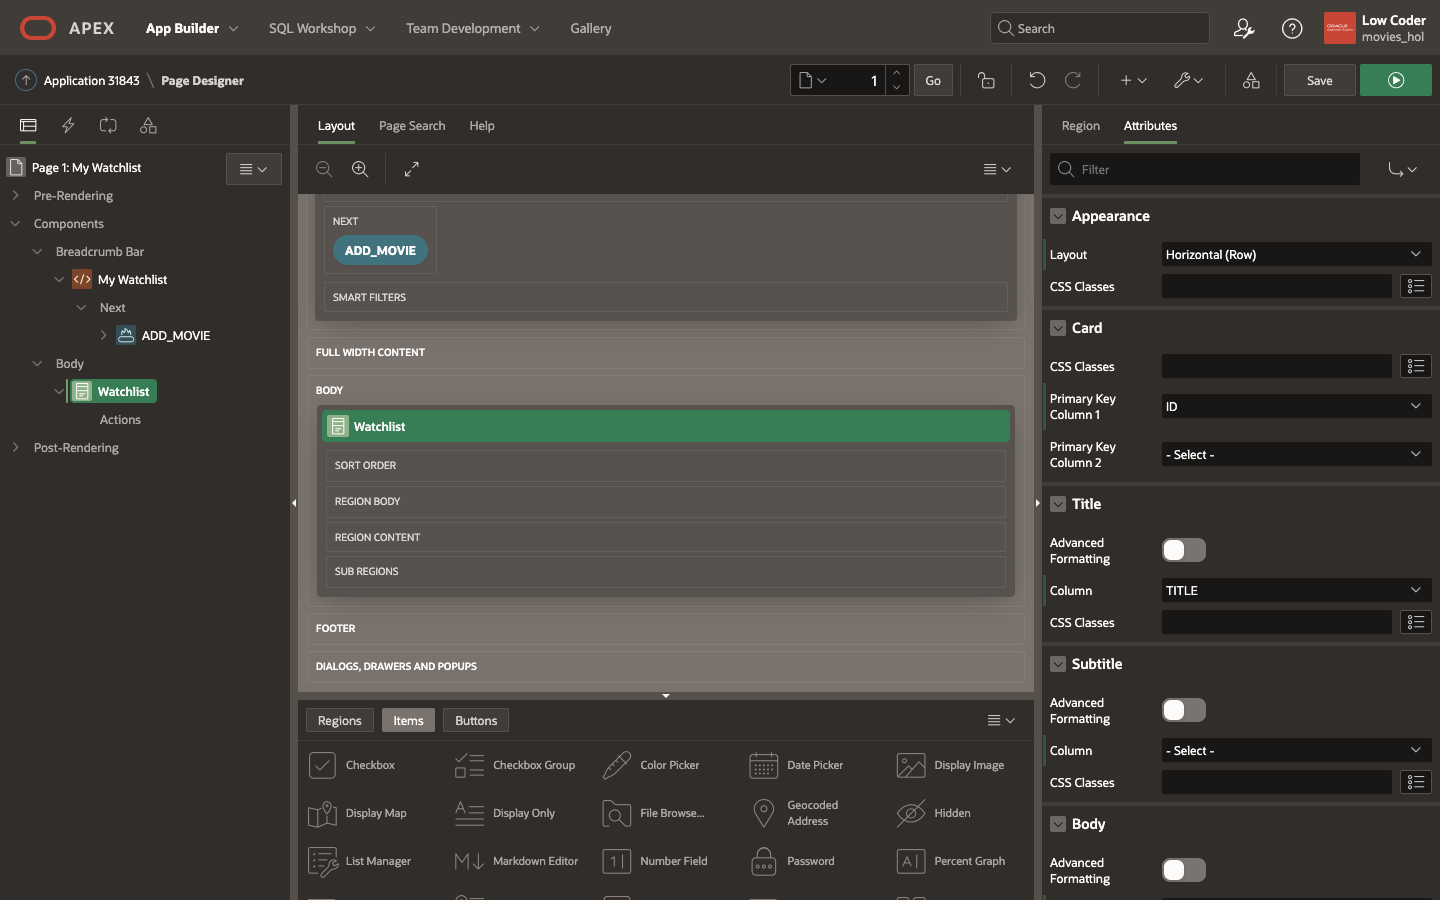 APEX
App Builder
SQL Workshop
Team Development
Gallery
Search
Low Coder
movies_hol
Application 31843 \ Page Designer
1
Go
Save
Page 1: My Watchlist
Pre-Rendering
Components
Breadcrumb Bar
My Watchlist
Next
ADD_MOVIE
Body
Watchlist
Actions
Post-Rendering
Layout
Page Search
Help
NEXT
ADD_MOVIE
SMART FILTERS
FULL WIDTH CONTENT
BODY
Watchlist
SORT ORDER
REGION BODY
REGION CONTENT
SUB REGIONS
FOOTER
DIALOGS, DRAWERS AND POPUPS
Regions
Items
Buttons
Checkbox
Checkbox Group
Color Picker
Date Picker
Display Image
Display Map
Display Only
File Browse...
Geocoded
Address
Hidden
List Manager
Markdown Editor
Number Field
Password
Percent Graph
Region
Attributes
Filter
Appearance
Layout
Horizontal (Row)
CSS Classes
Card
CSS Classes
Primary Key
Column 1
ID
Primary Key
Column 2
- Select -
Title
Advanced
Formatting
Column
TITLE
CSS Classes
Subtitle
Advanced
Formatting
Column
- Select -
CSS Classes
Body
Advanced
Formatting